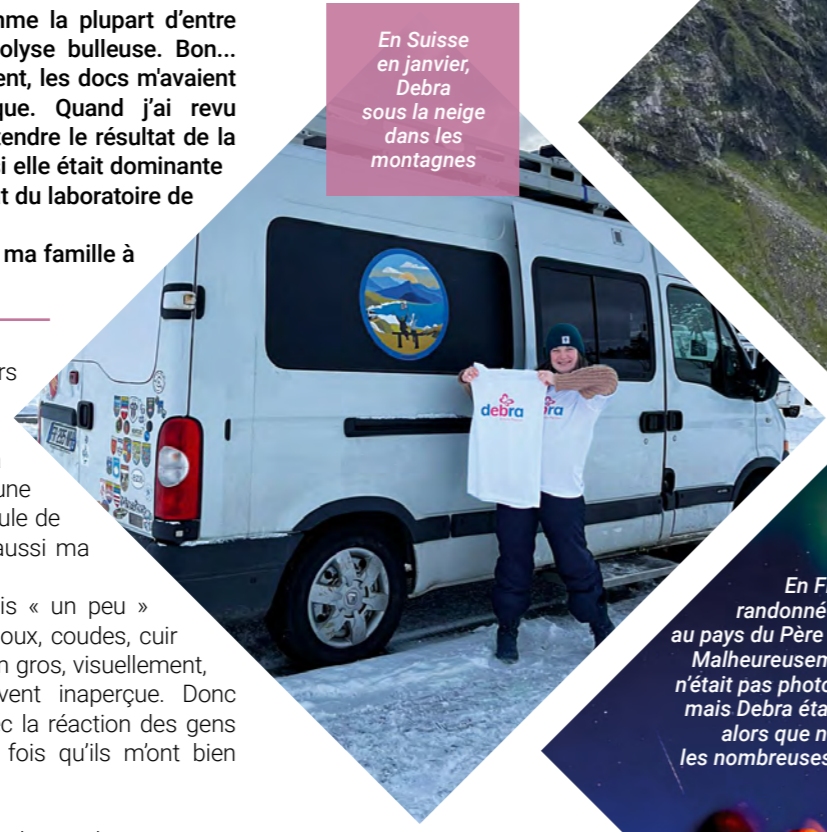 me la plupart d’entre
olyse bulleuse. Bon...
ent, les docs m'avaient
que. Quand j’ai revu
tendre le résultat de la
i elle était dominante
t du laboratoire de
ma famille à
rs
une
ule de
aussi ma
is « un peu »
oux, coudes, cuir
n gros, visuellement,
vent inaperçue. Donc
c la réaction des gens
fois qu’ils m’ont bien
En Suisse
en janvier,
Debra
sous la neige
dans les
montagnes
debra
bra
randonné
au pays du Père
Malheureusem
n’était pas photo
mais Debra éta
alors que n
les nombreuses